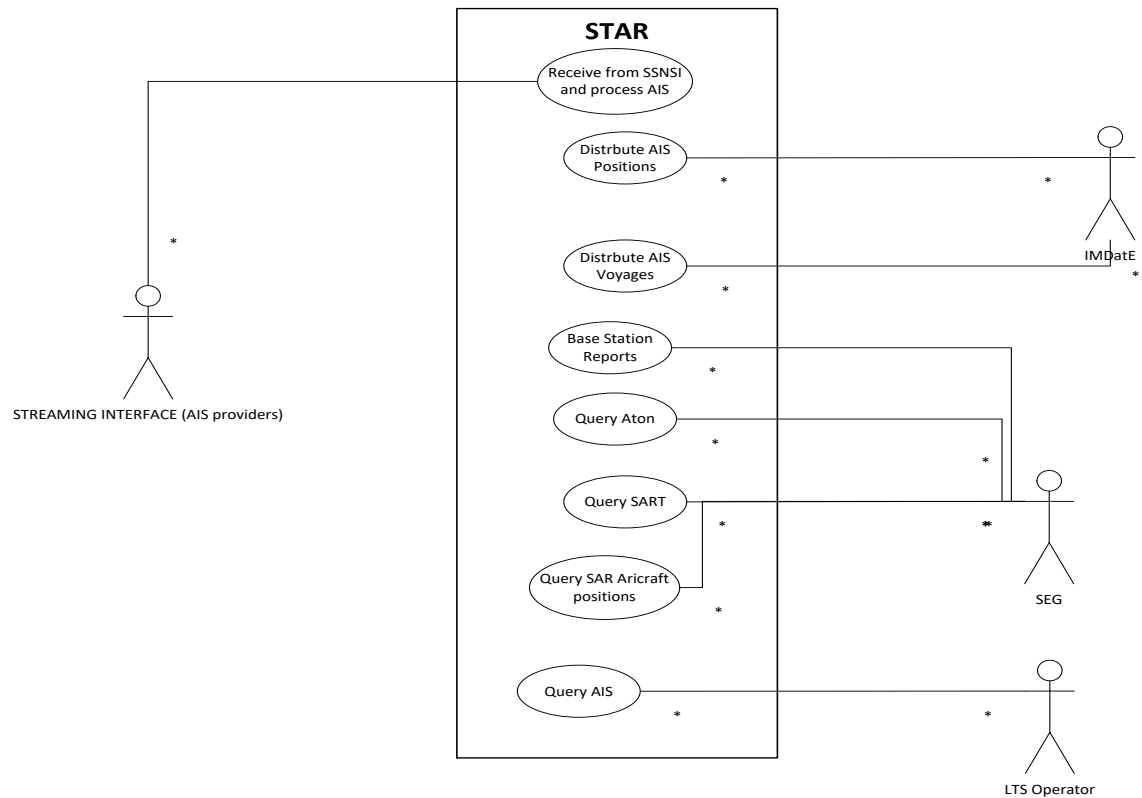 STAR
Receive from SSNSI
and process AIS
Distrbute AIS
Positions
*
*
IMDatE
*
Distrbute AIS
Voyages
*
*
STREAMING INTERFACE (AIS providers)
Base Station
Reports
*
Query Aton
*
*
Query SART
*
**
SEG
Query SAR Aricraft
positions
*
Query AIS
*
*
LTS Operator